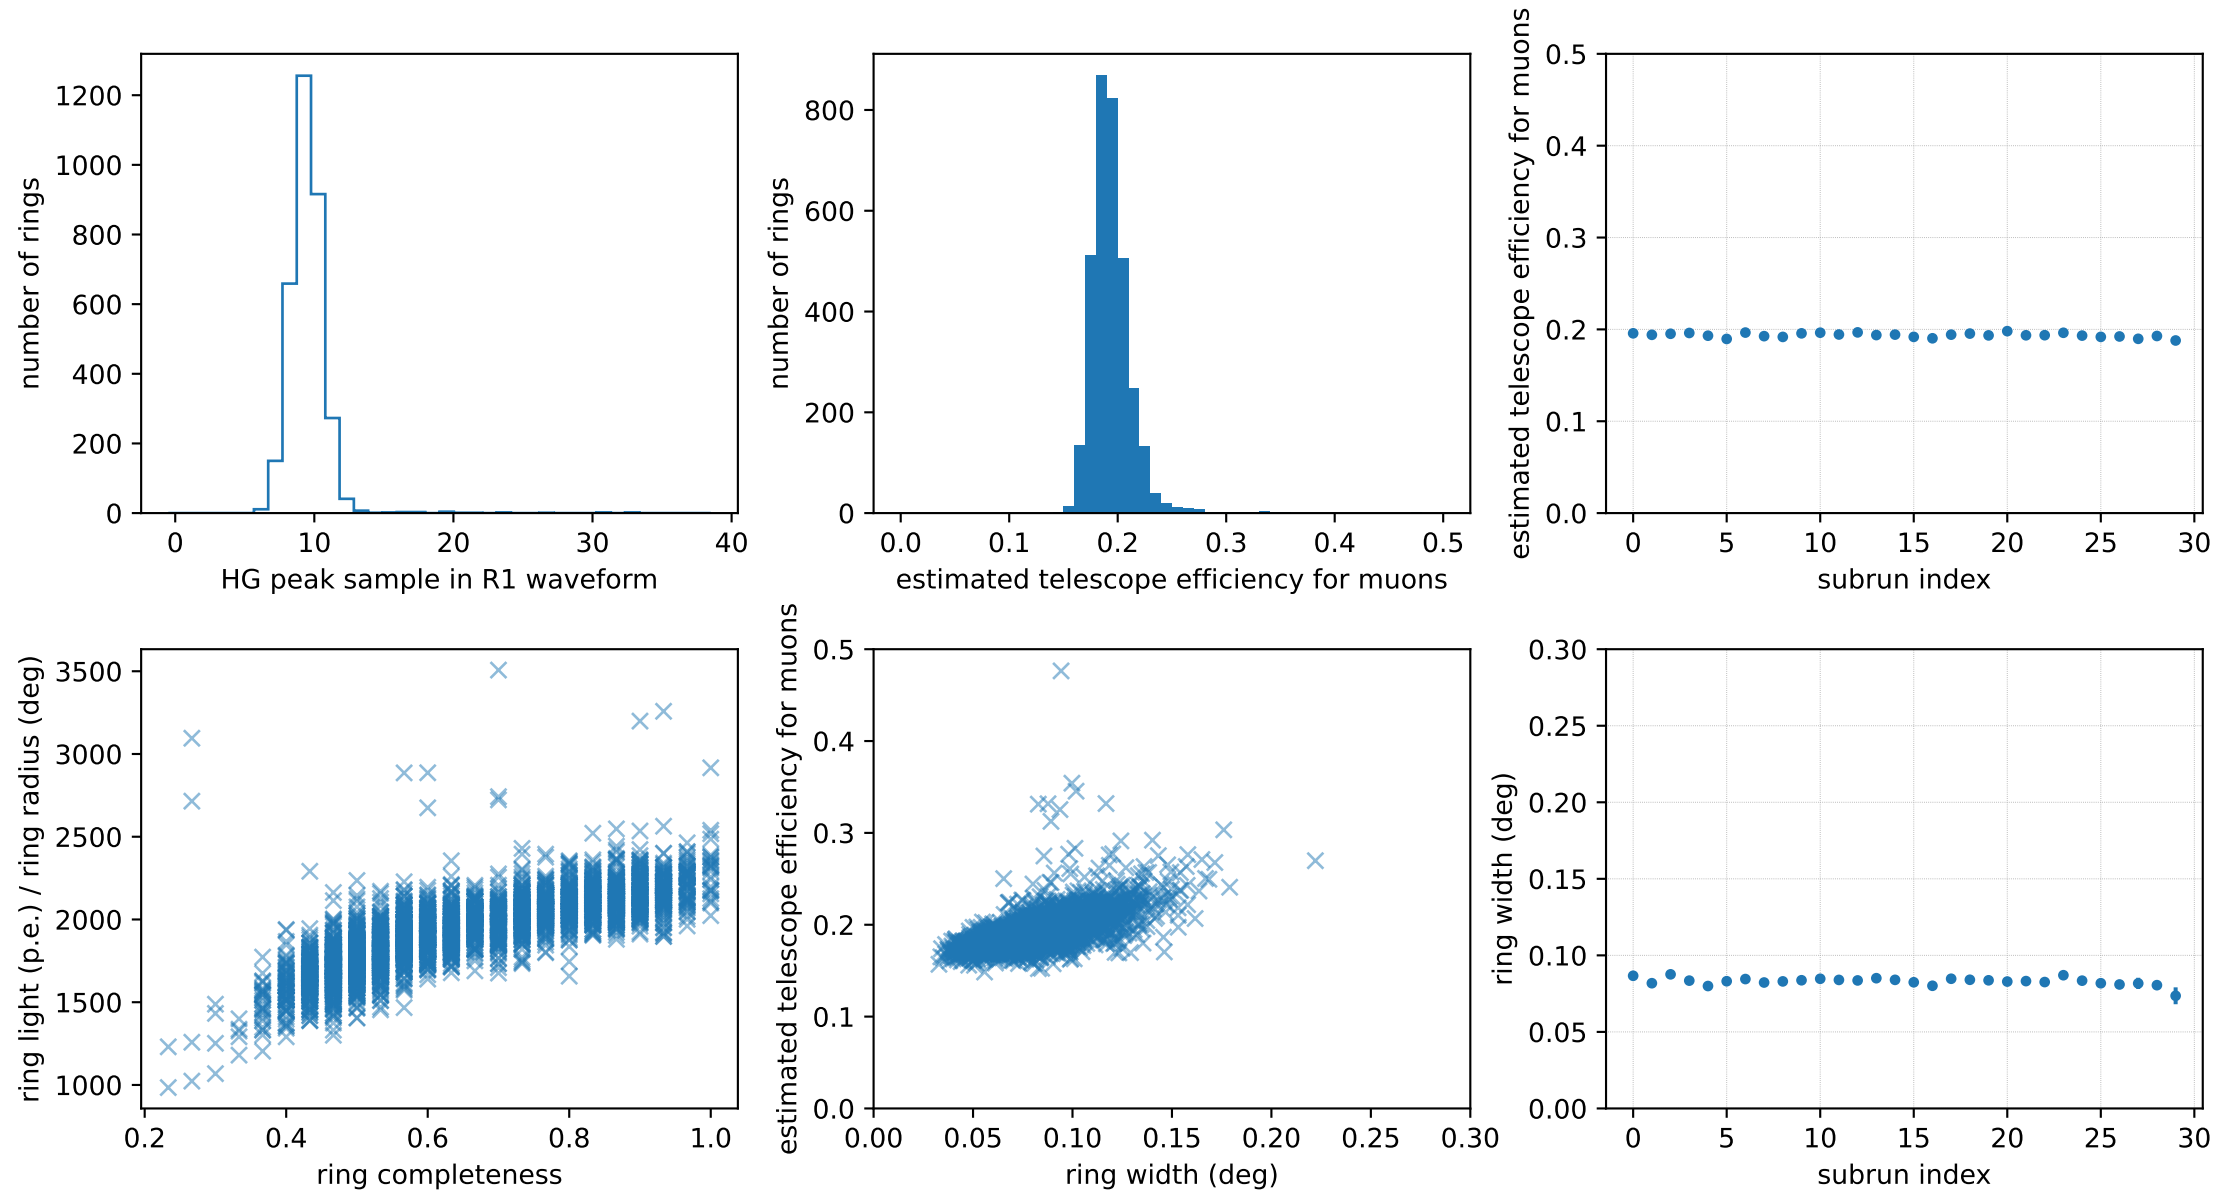 number of rings
1200
1000
800
600
400
200
0
0 10 20 30 40
HG peak sample in R1 waveform
number of rings
800
600
400
200
0
0.0 0.1 0.2 0.3 0.4 0.5
estimated telescope efficiency for muons
estimated telescope efficiency for muons
0.5
0.4
0.3
0.2
0.1
0.0
0 5 10 15 20 25 30
subrun index
ring light (p.e.) / ring radius (deg)
3500
3000
2500
2000
1500
1000
0.2 0.4 0.6 0.8 1.0
ring completeness
estimated telescope efficiency for muons
0.5
0.4
0.3
0.2
0.1
0.0
0.00 0.05 0.10 0.15 0.20 0.25 0.30
ring width (deg)
ring width (deg)
0.30
0.25
0.20
0.15
0.10
0.05
0.00
0 5 10 15 20 25 30
subrun index